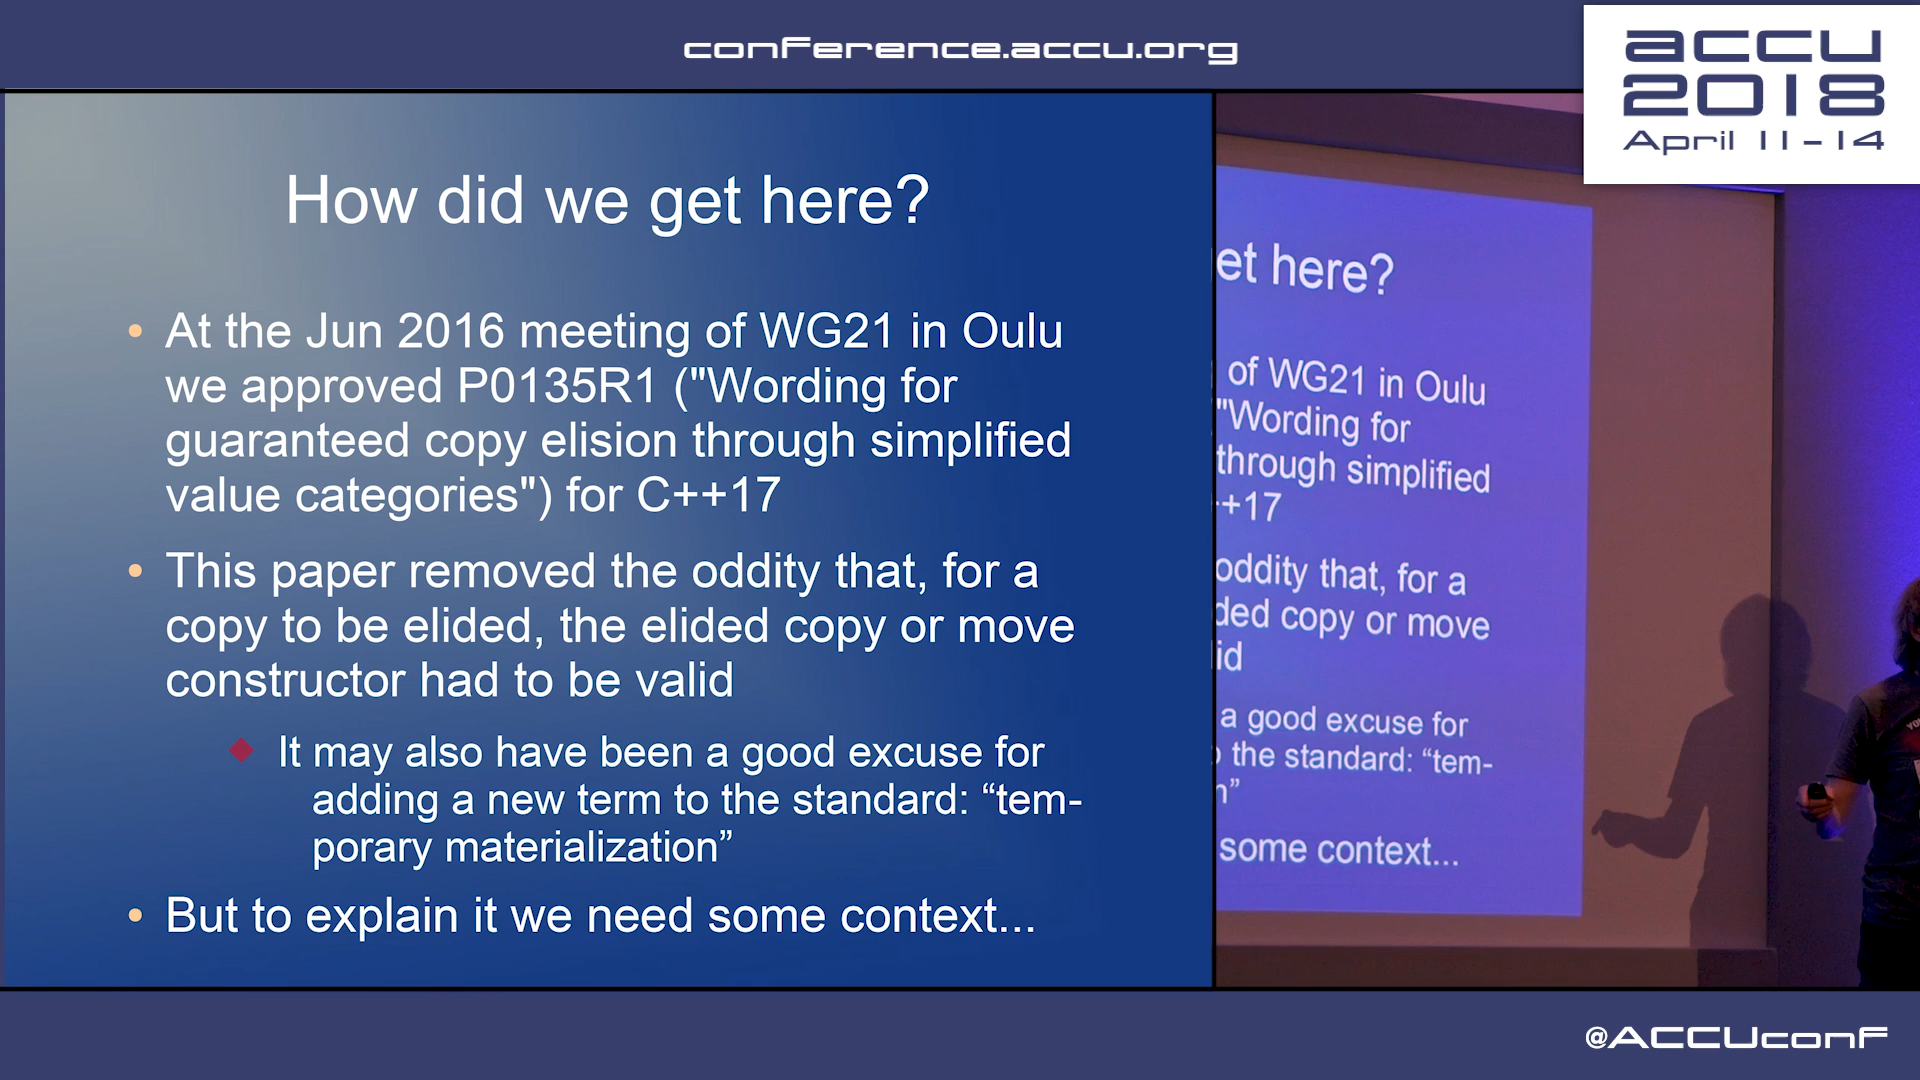 conference.accu.org
accu
2018
April 11-14
How did we get here?
• At the Jun 2016 meeting of WG21 in Oulu
we approved P0135R1 ("Wording for
guaranteed copy elision through simplified
value categories") for C++17
• This paper removed the oddity that, for a
copy to be elided, the elided copy or move
constructor had to be valid
◆ It may also have been a good excuse for
adding a new term to the standard: “tem-
porary materialization”
• But to explain it we need some context...
et here?
of WG21 in Oulu
"Wording for
through simplified
+17
oddity that, for a
ded copy or move
id
a good excuse for
the standard: “tem-
n”
some context...
@ACCUconf